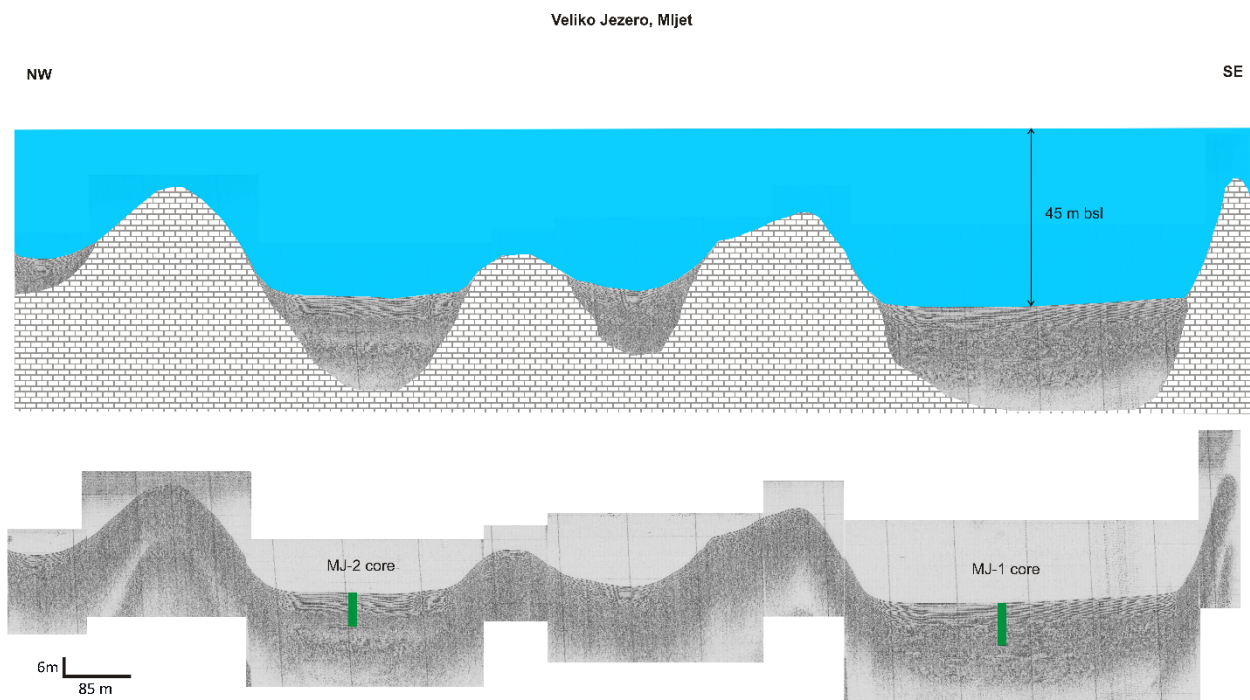 Veliko Jezero, Mljet
NW
SE
45 m bsl
MJ-2 core
MJ-1 core
6m
85 m